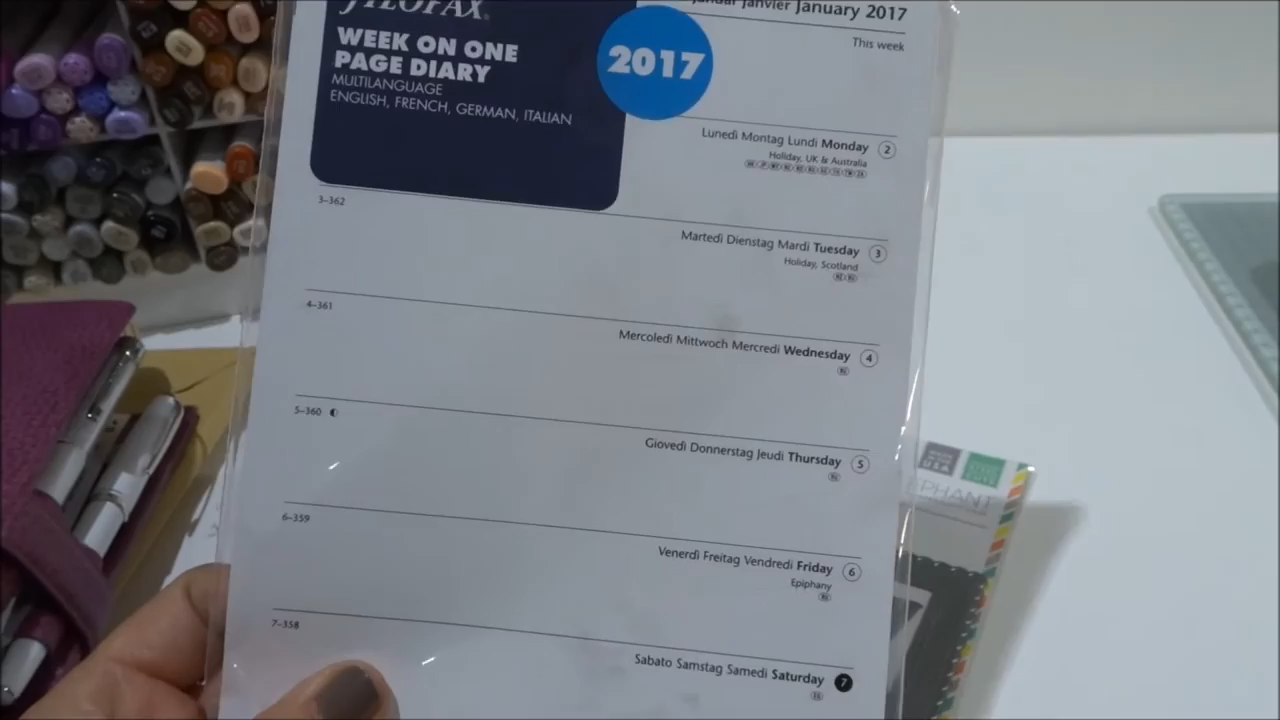 FILOFAX
WEEK ON ONE
PAGE DIARY
MULTILANGUAGE
ENGLISH, FRENCH, GERMAN, ITALIAN
2017
Janvier January 2017
This week
Lunedì Montag Lundi Monday 2
Holiday, UK & Australia
3–362
Martedì Dienstag Mardi Tuesday 3
Holiday, Scotland
4–361
Mercoledì Mittwoch Mercredi Wednesday 4
5–360
Giovedì Donnerstag Jeudi Thursday 5
6–359
Venerdì Freitag Vendredi Friday 6
Epiphany
7–358
Sabato Samstag Samedi Saturday 7
USA
EPHANT